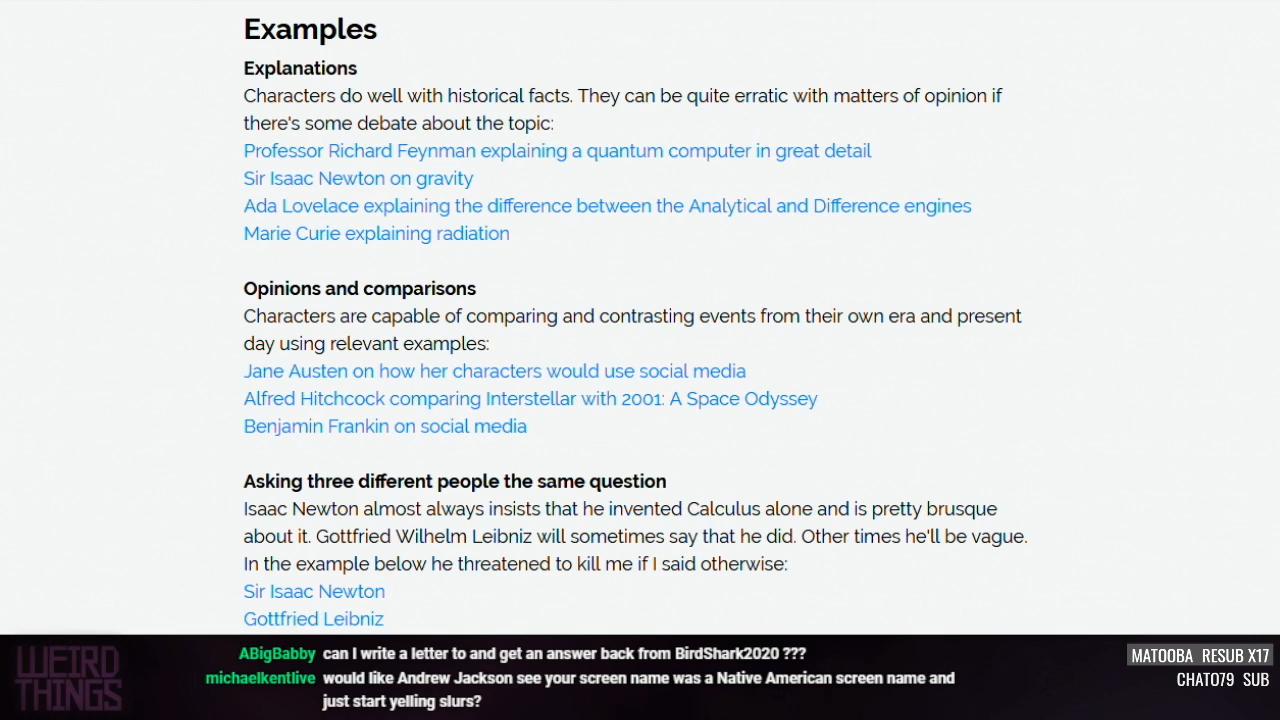 Examples
Explanations
Characters do well with historical facts. They can be quite erratic with matters of opinion if
there's some debate about the topic:
Professor Richard Feynman explaining a quantum computer in great detail
Sir Isaac Newton on gravity
Ada Lovelace explaining the difference between the Analytical and Difference engines
Marie Curie explaining radiation
Opinions and comparisons
Characters are capable of comparing and contrasting events from their own era and present
day using relevant examples:
Jane Austen on how her characters would use social media
Alfred Hitchcock comparing Interstellar with 2001: A Space Odyssey
Benjamin Frankin on social media
Asking three different people the same question
Isaac Newton almost always insists that he invented Calculus alone and is pretty brusque
about it. Gottfried Wilhelm Leibniz will sometimes say that he did. Other times he'll be vague.
In the example below he threatened to kill me if I said otherwise:
Sir Isaac Newton
Gottfried Leibniz
WEIRD
THINGS
ABigBabby can I write a letter to and get an answer back from BirdShark2020 ???
michaelkentlive would like Andrew Jackson see your screen name was a Native American screen name and
just start yelling slurs?
MATOOBA RESUB X17
CHATO79 SUB